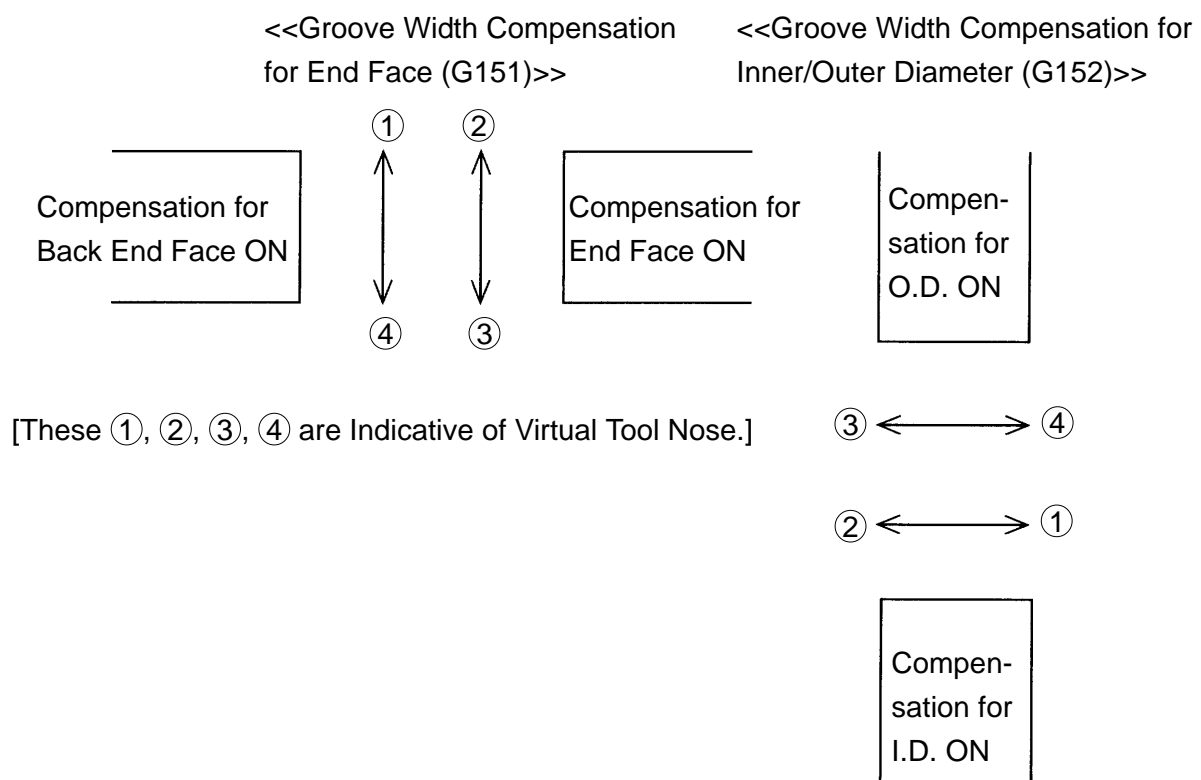 <<Groove Width Compensation
for End Face (G151)>>
<<Groove Width Compensation for
Inner/Outer Diameter (G152)>>
① ②
Compensation for
Back End Face ON
Compensation for
End Face ON
Compen-
sation for
O.D. ON
④ ③
[These ①, ②, ③, ④ are Indicative of Virtual Tool Nose.]
③ ④
② ①
Compen-
sation for
I.D. ON